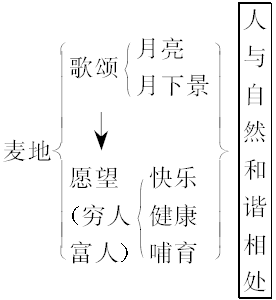 麦地
歌颂
月亮
月下景
愿望
(穷人
富人)
快乐
健康
哺育
人与自然和谐相处